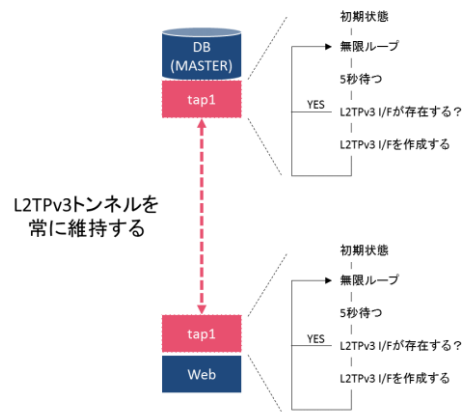 初期状態
無限ループ
5秒待つ
YES
L2TPv3 I/Fが存在する?
L2TPv3 I/Fを作成する
DB
(MASTER)
tap1
L2TPv3トンネルを
常に維持する
初期状態
無限ループ
5秒待つ
YES
L2TPv3 I/Fが存在する?
L2TPv3 I/Fを作成する
tap1
Web